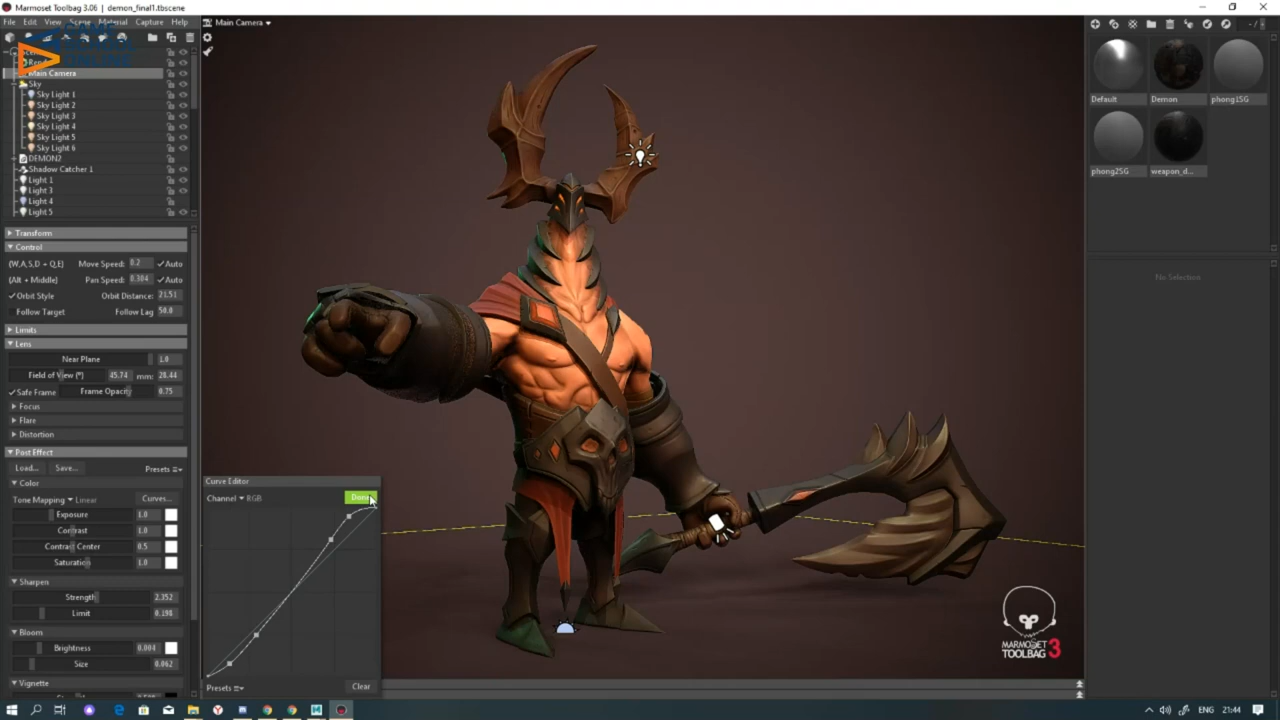 Marmoset Toolbag 3.06 | demon_final1.tbscene
File Edit View Scene Material Capture Help
Main Camera
Main Camera
Sky
Sky Light 1
Sky Light 2
Sky Light 3
Sky Light 4
Sky Light 5
Sky Light 6
DEMON2
Shadow Catcher 1
Light 1
Light 3
Light 4
Light 5
Transform
Control
(W,A,S,D + Q,E) Move Speed: 0.2 Auto
(Alt + Middle) Pan Speed: 0.384 Auto
Orbit Style Orbit Distance: 21.51
Follow Target Follow Lag 50.0
Limits
Lens
Near Plane 1.0
Field of View (°) 45.74 mm: 28.44
Safe Frame Frame Opacity 0.75
Focus
Flare
Distortion
Post Effect
Load... Save... Presets
Color
Tone Mapping Linear Curves...
Exposure 1.0
Contrast 1.0
Contrast Center 0.5
Saturation 1.0
Sharpen
Strength 2.352
Limit 0.198
Bloom
Brightness 0.004
Size 0.062
Vignette
Curve Editor
Channel RGB Done
Presets Clear
Default Demon phong1SG
phong2SG weapon_d...
No Selection
MARMOSET
TOOLBAG 3
ENG 21:44